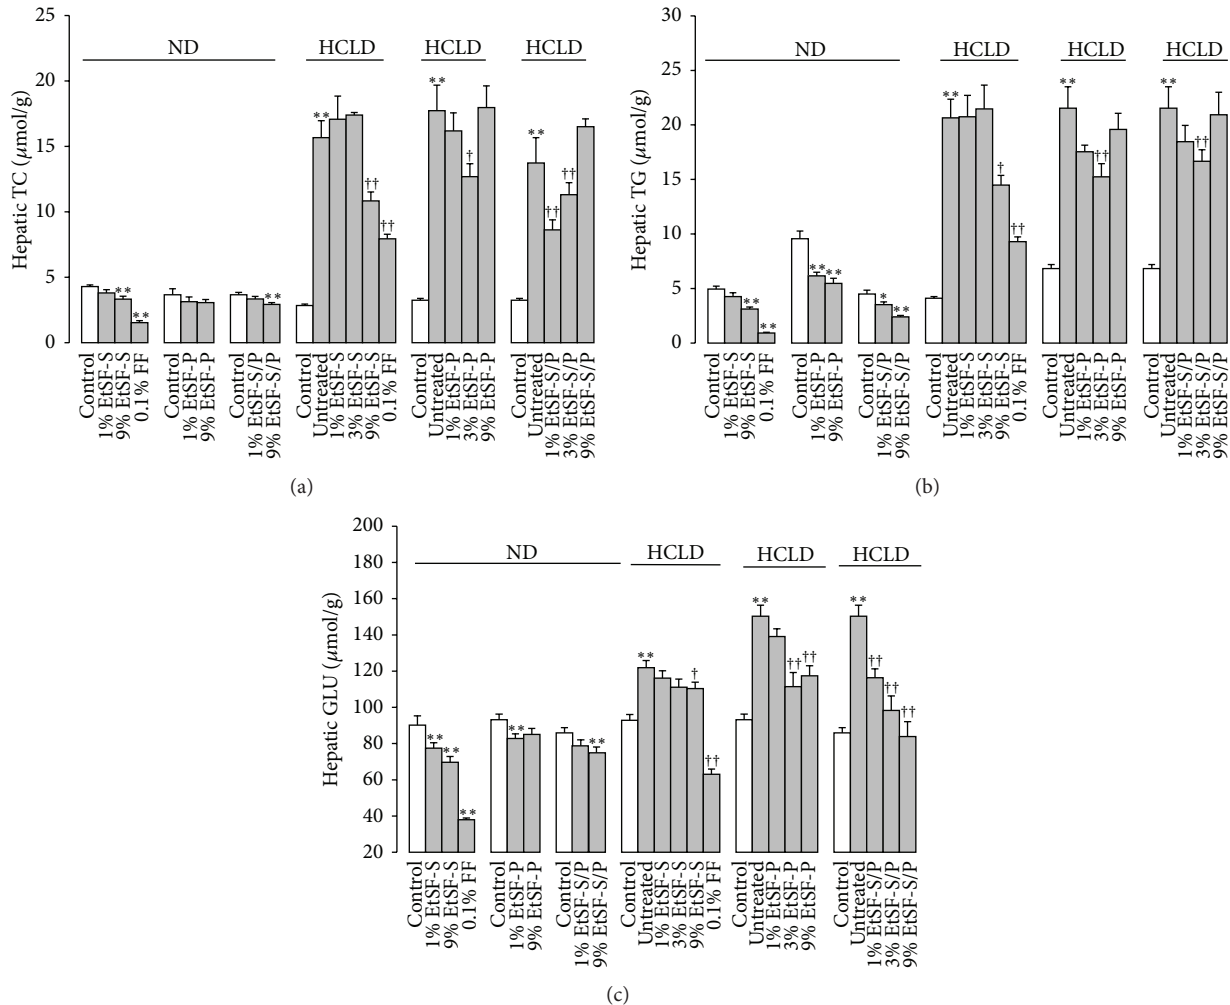 25
20
15
10
5
0
Hepatic TC (μmol/g)
ND
HCLD
HCLD
HCLD
**
**
**
**
††
††
**
†
**
††
††
Control
1% EtSF-S
9% EtSF-S
0.1% FF
Control
1% EtSF-P
9% EtSF-P
Control
1% EtSF-S/P
9% EtSF-S/P
Control
Untreated
1% EtSF-S
3% EtSF-S
9% EtSF-S
0.1% FF
Control
Untreated
1% EtSF-P
3% EtSF-P
9% EtSF-P
Control
Untreated
1% EtSF-S/P
3% EtSF-S/P
9% EtSF-S/P
(a)
30
25
20
15
10
5
0
Hepatic TG (μmol/g)
ND
HCLD
HCLD
HCLD
**
**
**
**
*
**
**
†
††
**
††
**
††
Control
1% EtSF-S
9% EtSF-S
0.1% FF
Control
1% EtSF-P
9% EtSF-P
Control
1% EtSF-S/P
9% EtSF-S/P
Control
Untreated
1% EtSF-S
3% EtSF-S
9% EtSF-S
0.1% FF
Control
Untreated
1% EtSF-P
3% EtSF-P
9% EtSF-P
Control
Untreated
1% EtSF-S/P
3% EtSF-S/P
9% EtSF-S/P
(b)
200
180
160
140
120
100
80
60
40
20
Hepatic GLU (μmol/g)
ND
HCLD
HCLD
HCLD
**
**
**
**
**
**
†
††
**
††
††
**
††
††
††
Control
1% EtSF-S
9% EtSF-S
0.1% FF
Control
1% EtSF-P
9% EtSF-P
Control
1% EtSF-S/P
9% EtSF-S/P
Control
Untreated
1% EtSF-S
3% EtSF-S
9% EtSF-S
0.1% FF
Control
Untreated
1% EtSF-P
3% EtSF-P
9% EtSF-P
Control
Untreated
1% EtSF-S/P
3% EtSF-S/P
9% EtSF-S/P
(c)